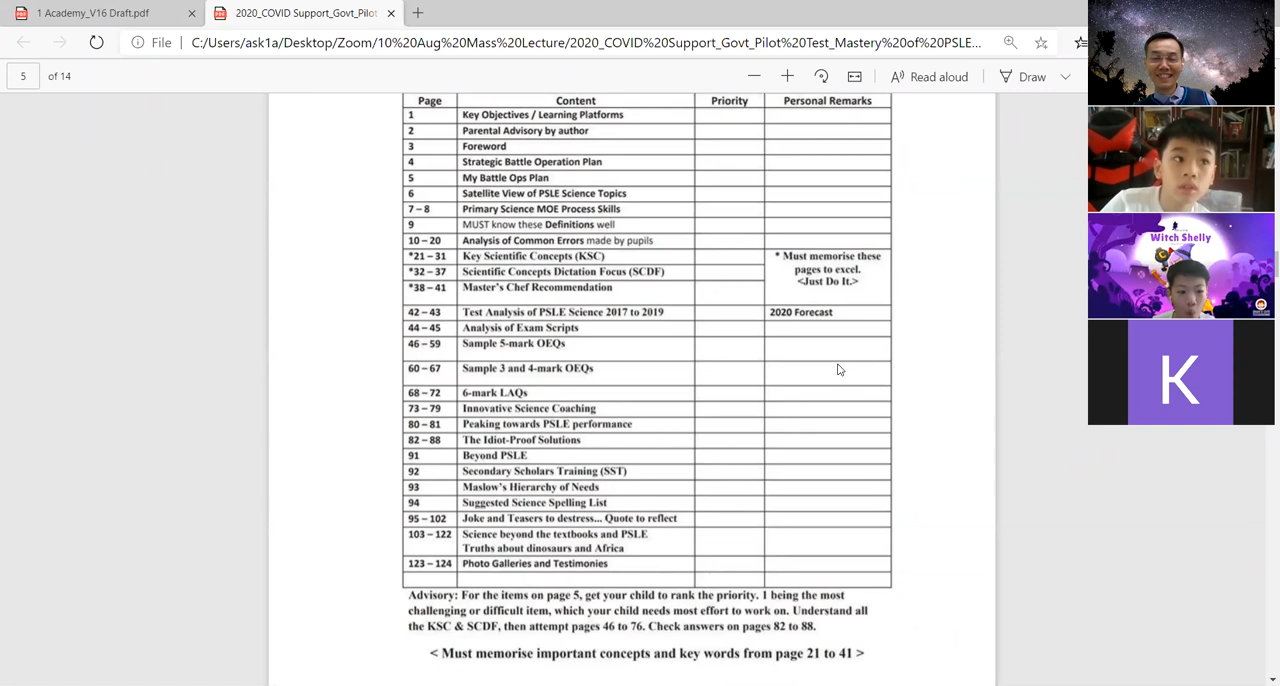 1 Academy_V16 Draft.pdf
2020_COVID Support_Govt_Pilot
File
C:/Users/ask1a/Desktop/Zoom/10%20Aug%20Mass%20Lecture/2020_COVID%20Support_Govt_Pilot%20Test_Mastery%20of%20PSLE...
5 of 14
Read aloud
Draw
Page Content Priority Personal Remarks
1 Key Objectives / Learning Platforms
2 Parental Advisory by author
3 Foreword
4 Strategic Battle Operation Plan
5 My Battle Ops Plan
6 Satellite View of PSLE Science Topics
7 – 8 Primary Science MOE Process Skills
9 MUST know these Definitions well
10 – 20 Analysis of Common Errors made by pupils
*21 – 31 Key Scientific Concepts (KSC) * Must memorise these
pages to excel.
*32 – 37 Scientific Concepts Dictation Focus (SCDF)
<Just Do It.>
*38 – 41 Master's Chef Recommendation
42 – 43 Test Analysis of PSLE Science 2017 to 2019 2020 Forecast
44 – 45 Analysis of Exam Scripts
46 – 59 Sample 5-mark OEQs
60 – 67 Sample 3 and 4-mark OEQs
68 – 72 6-mark LAQs
73 – 79 Innovative Science Coaching
80 – 81 Peaking towards PSLE performance
82 – 88 The Idiot-Proof Solutions
91 Beyond PSLE
92 Secondary Scholars Training (SST)
93 Maslow's Hierarchy of Needs
94 Suggested Science Spelling List
95 – 102 Joke and Teasers to destress... Quote to reflect
103 – 122 Science beyond the textbooks and PSLE
Truths about dinosaurs and Africa
123 – 124 Photo Galleries and Testimonies
Advisory: For the items on page 5, get your child to rank the priority. 1 being the most
challenging or difficult item, which your child needs most effort to work on. Understand all
the KSC & SCDF, then attempt pages 46 to 76. Check answers on pages 82 to 88.
< Must memorise important concepts and key words from page 21 to 41 >
Witch Shelly
K